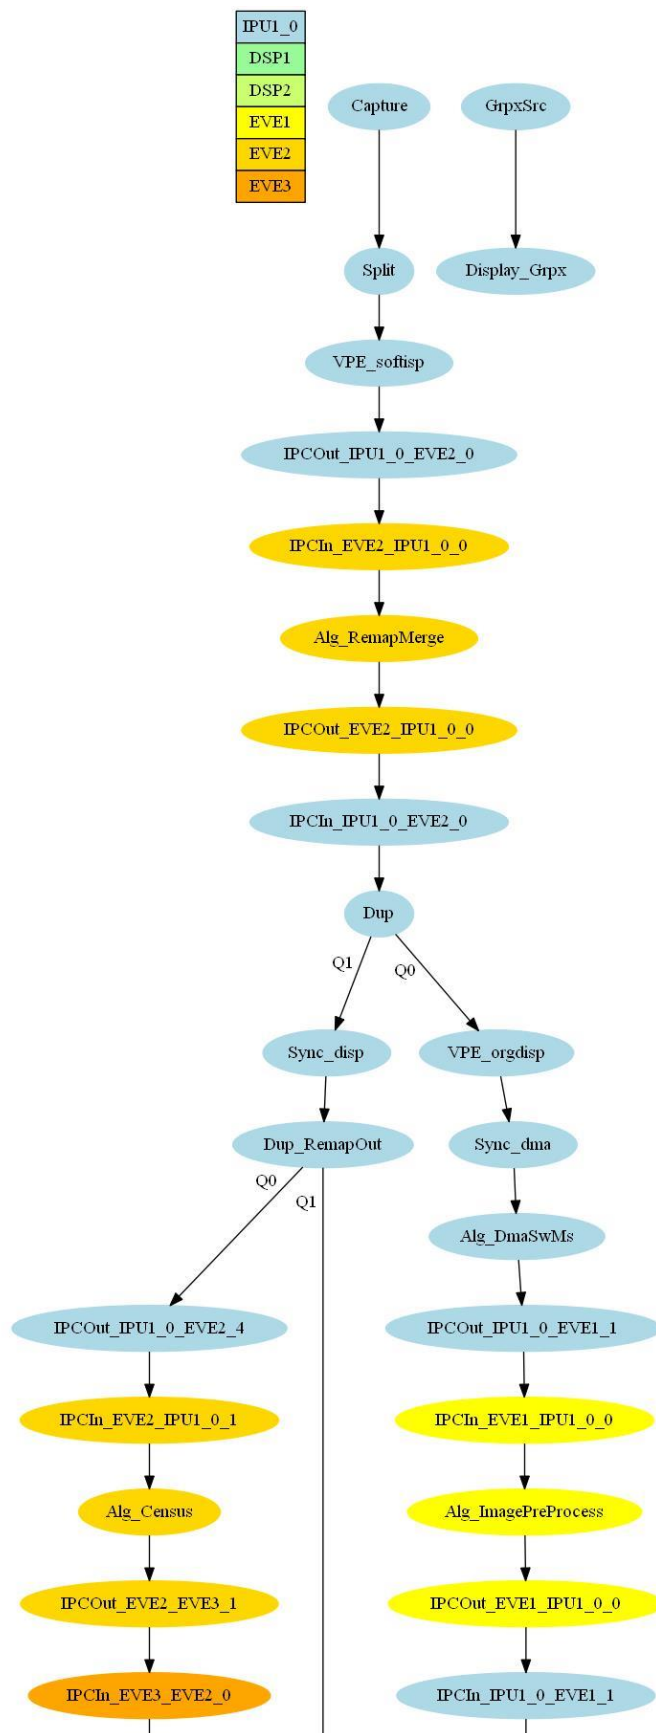 IPU1_0
DSP1
DSP2
EVE1
EVE2
EVE3
Capture
GrpxSrc
Split
Display_Grpx
VPE_softisp
IPCOut_IPU1_0_EVE2_0
IPCIn_EVE2_IPU1_0_0
Alg_RemapMerge
IPCOut_EVE2_IPU1_0_0
IPCIn_IPU1_0_EVE2_0
Dup
Q1
Q0
Sync_disp
VPE_orgdisp
Dup_RemapOut
Sync_dma
Q0
Q1
Alg_DmaSwMs
IPCOut_IPU1_0_EVE2_4
IPCOut_IPU1_0_EVE1_1
IPCIn_EVE2_IPU1_0_1
IPCIn_EVE1_IPU1_0_0
Alg_Census
Alg_ImagePreProcess
IPCOut_EVE2_EVE3_1
IPCOut_EVE1_IPU1_0_0
IPCIn_EVE3_EVE2_0
IPCIn_IPU1_0_EVE1_1